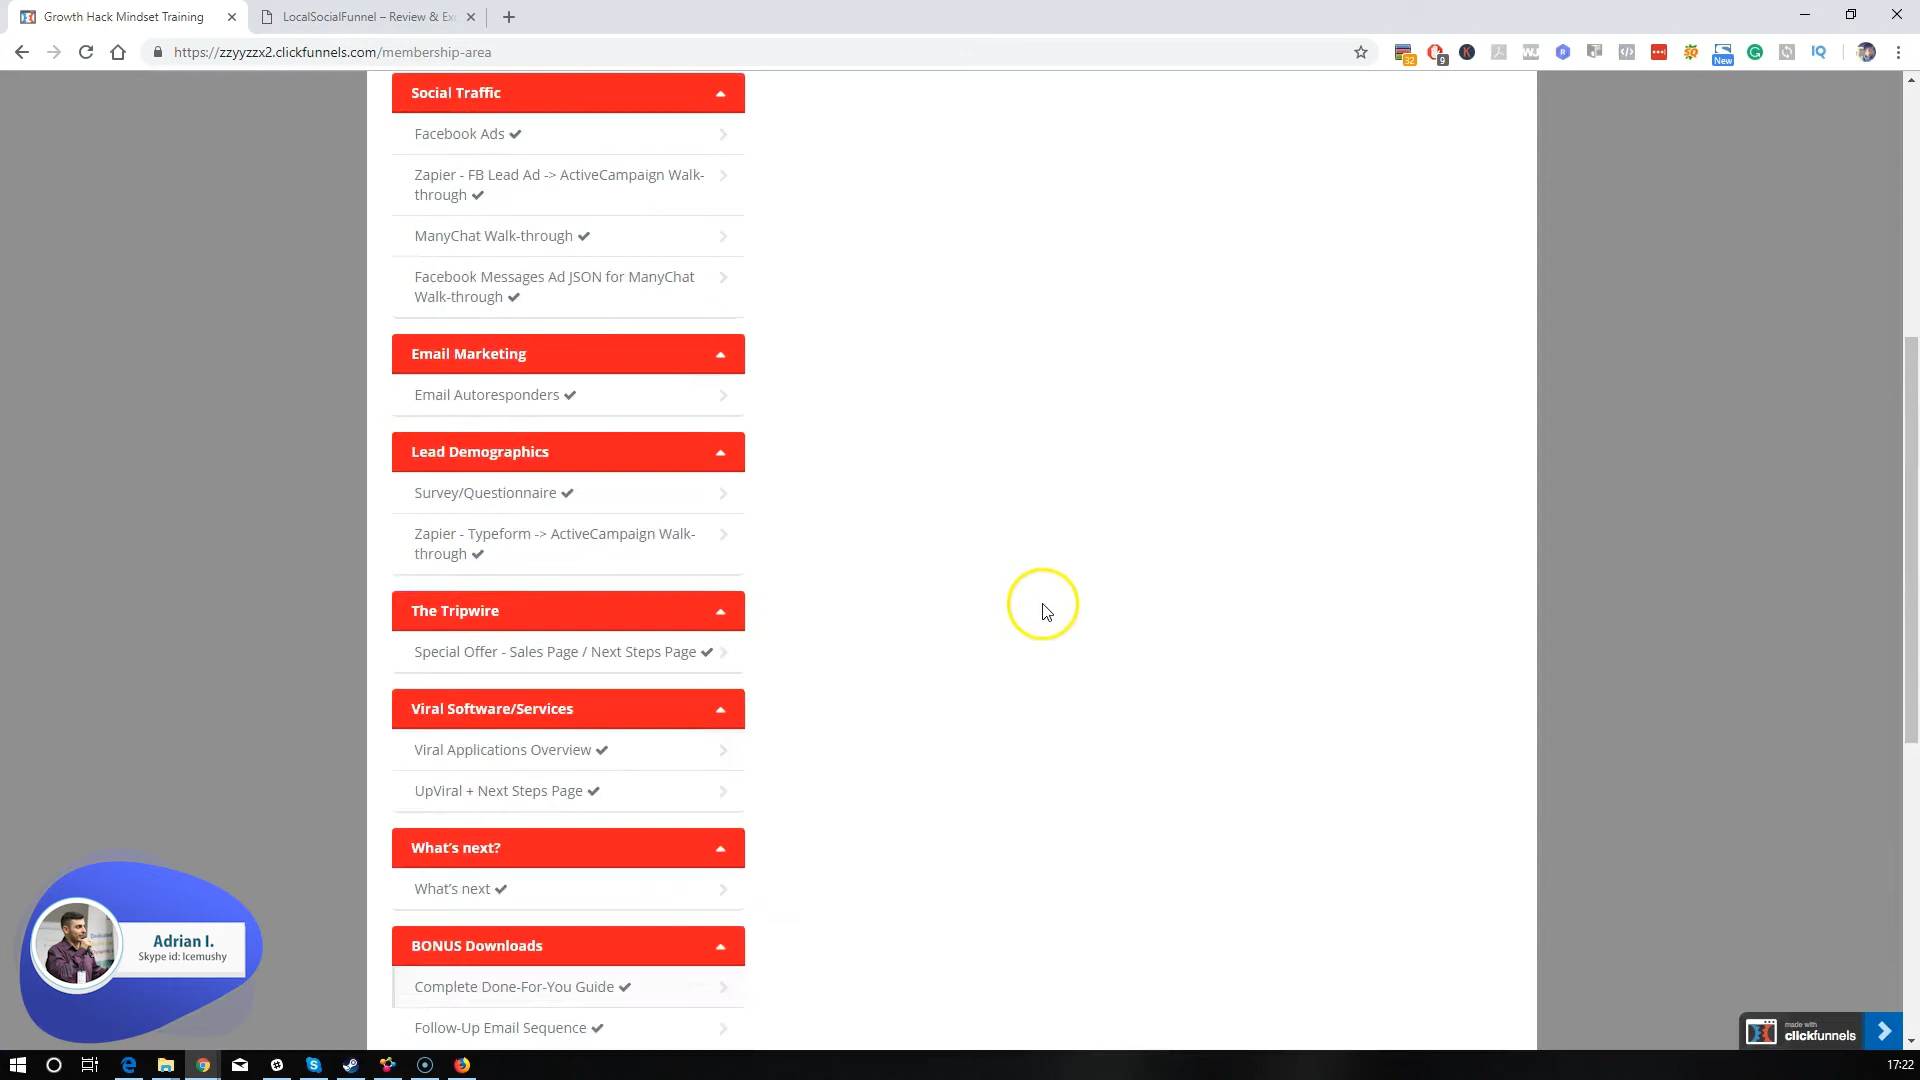 Growth Hack Mindset Training
LocalSocialFunnel – Review & Ex
https://zzyyzzx2.clickfunnels.com/membership-area
32
9
New
Social Traffic
Facebook Ads
Zapier - FB Lead Ad -> ActiveCampaign Walk-
through
ManyChat Walk-through
Facebook Messages Ad JSON for ManyChat
Walk-through
Email Marketing
Email Autoresponders
Lead Demographics
Survey/Questionnaire
Zapier - Typeform -> ActiveCampaign Walk-
through
The Tripwire
Special Offer - Sales Page / Next Steps Page
Viral Software/Services
Viral Applications Overview
UpViral + Next Steps Page
What's next?
What's next
BONUS Downloads
Complete Done-For-You Guide
Follow-Up Email Sequence
Adrian I.
Skype id: Icemushy
made with
clickfunnels
17:22